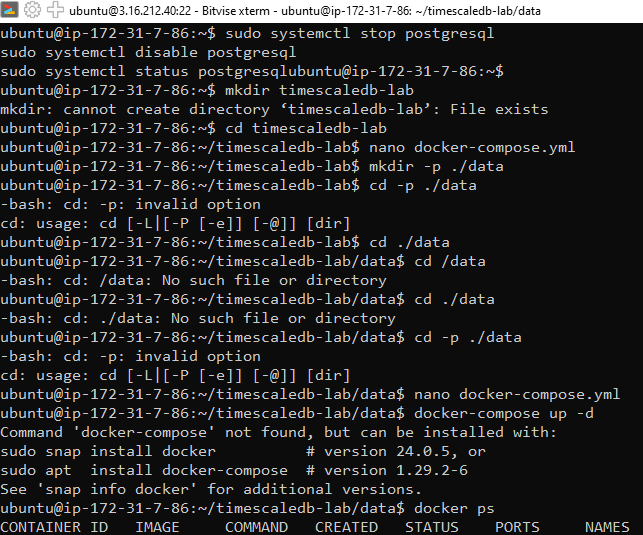 ubuntu@3.16.212.40:22 - Bitvise xterm - ubuntu@ip-172-31-7-86: ~/timescaledb-lab/data
ubuntu@ip-172-31-7-86:~$ sudo systemctl stop postgresql
sudo systemctl disable postgresql
sudo systemctl status postgresqlubuntu@ip-172-31-7-86:~$
ubuntu@ip-172-31-7-86:~$ mkdir timescaledb-lab
mkdir: cannot create directory ‘timescaledb-lab’: File exists
ubuntu@ip-172-31-7-86:~$ cd timescaledb-lab
ubuntu@ip-172-31-7-86:~/timescaledb-lab$ nano docker-compose.yml
ubuntu@ip-172-31-7-86:~/timescaledb-lab$ mkdir -p ./data
ubuntu@ip-172-31-7-86:~/timescaledb-lab$ cd -p ./data
-bash: cd: -p: invalid option
cd: usage: cd [-L|[-P [-e]] [-@]] [dir]
ubuntu@ip-172-31-7-86:~/timescaledb-lab$ cd ./data
ubuntu@ip-172-31-7-86:~/timescaledb-lab/data$ cd /data
-bash: cd: /data: No such file or directory
ubuntu@ip-172-31-7-86:~/timescaledb-lab/data$ cd ./data
-bash: cd: ./data: No such file or directory
ubuntu@ip-172-31-7-86:~/timescaledb-lab/data$ cd -p ./data
-bash: cd: -p: invalid option
cd: usage: cd [-L|[-P [-e]] [-@]] [dir]
ubuntu@ip-172-31-7-86:~/timescaledb-lab/data$ nano docker-compose.yml
ubuntu@ip-172-31-7-86:~/timescaledb-lab/data$ docker-compose up -d
Command 'docker-compose' not found, but can be installed with:
sudo snap install docker          # version 24.0.5, or
sudo apt  install docker-compose  # version 1.29.2-6
See 'snap info docker' for additional versions.
ubuntu@ip-172-31-7-86:~/timescaledb-lab/data$ docker ps
CONTAINER ID   IMAGE     COMMAND   CREATED   STATUS    PORTS     NAMES